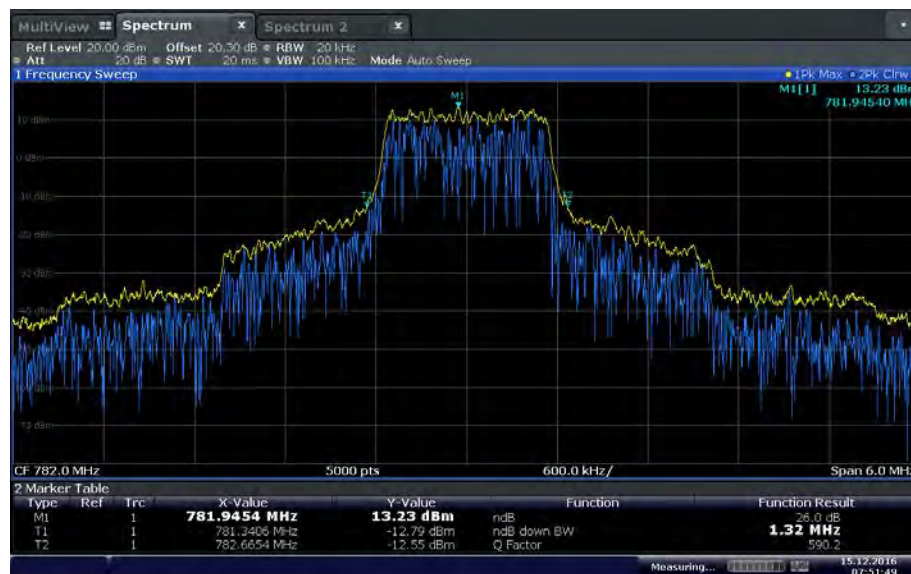 MultiView Spectrum X Spectrum 2 X
Ref Level 20.00 dBm Offset 20.30 dB RBW 20 kHz
Att 20 dB SWT 20 ms VBW 100 kHz Mode Auto Sweep
1 Frequency Sweep 1Pk Max 2Pk Clrw
M1[1] 13.23 dBm
781.94540 MHz
M1
10 dBm
0 dBm
T1 T2
CF 782.0 MHz 5000 pts 600.0 kHz/ Span 6.0 MHz
2 Marker Table
Type Ref Trc X-Value Y-Value Function Function Result
M1 1 781.9454 MHz 13.23 dBm ndB 26.0 dB
T1 1 781.3406 MHz -12.79 dBm ndB down BW 1.32 MHz
T2 1 782.6654 MHz -12.55 dBm Q Factor 590.2
Measuring... 15.12.2016
07:51:49